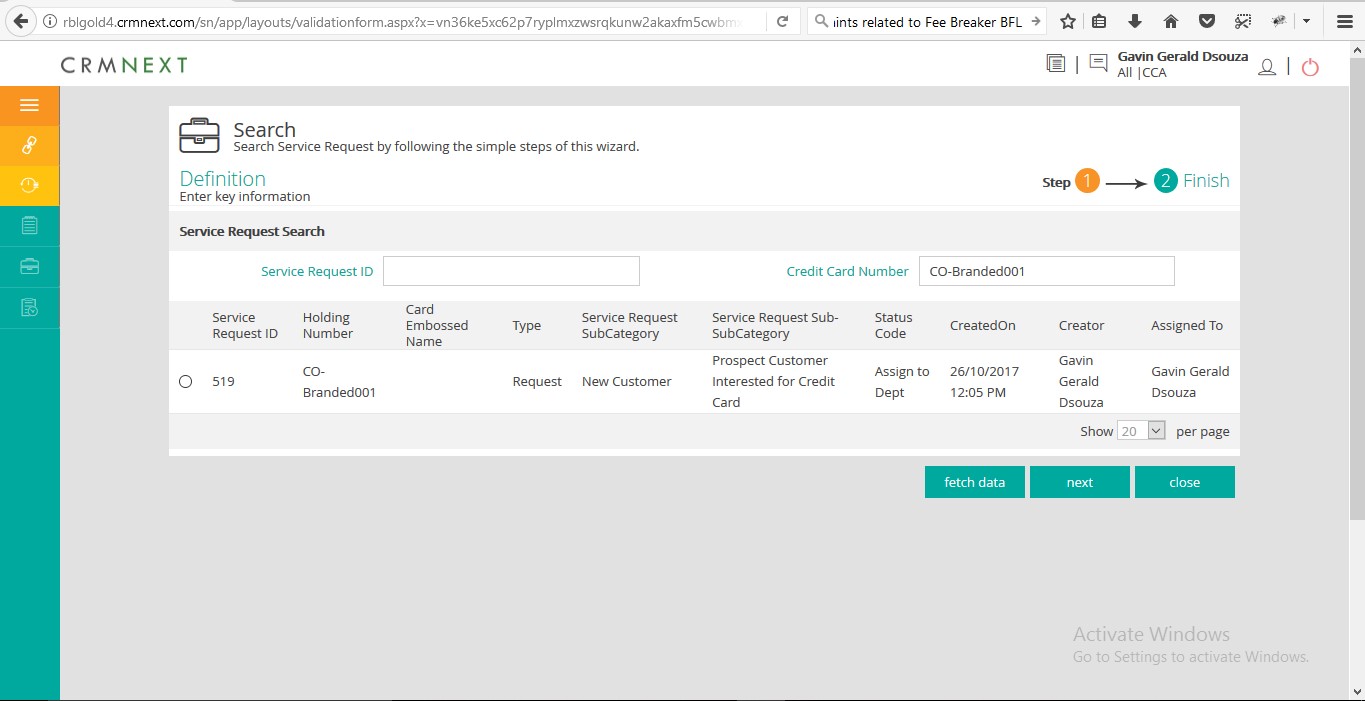 rblgold4.crmnext.com/sn/app/layouts/validationform.aspx?x=vn36ke5xc62p7ryplmxzwsrqkunw2akaxfm5cwbm
ints related to Fee Breaker BFL
CRMNEXT
Gavin Gerald Dsouza
All |CCA
Search
Search Service Request by following the simple steps of this wizard.
Definition
Enter key information
Step 1 2 Finish
Service Request Search
Service Request ID
Credit Card Number CO-Branded001
Service Request ID Holding Number Card Embossed Name Type Service Request SubCategory Service Request Sub-SubCategory Status Code CreatedOn Creator Assigned To
519 CO-Branded001 Request New Customer Prospect Customer Interested for Credit Card Assign to Dept 26/10/2017 12:05 PM Gavin Gerald Dsouza Gavin Gerald Dsouza
Show 20 per page
fetch data next close
Activate Windows
Go to Settings to activate Windows.